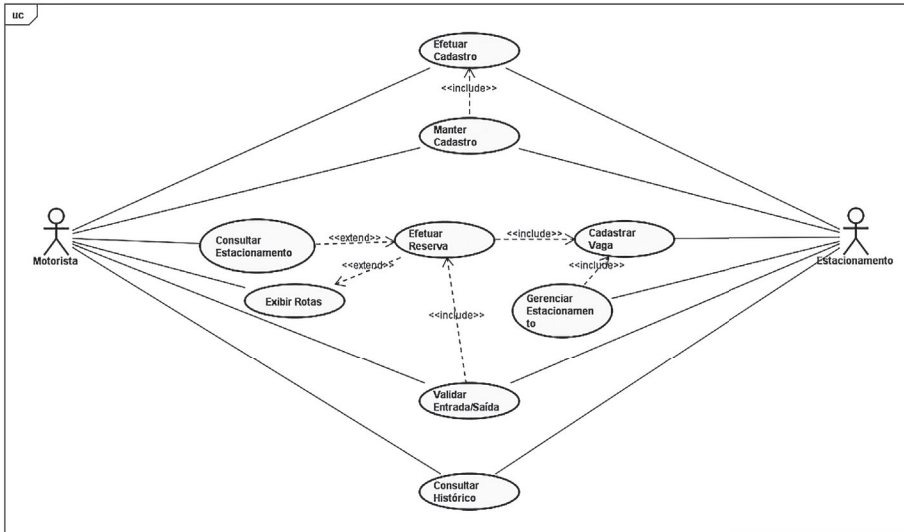 uc
Efetuar
Cadastro
<<include>>
Manter
Cadastro
Motorista
Estacionamento
Consultar
Estacionamento
<<extend>>
Efetuar
Reserva
<<include>>
Cadastrar
Vaga
<<extend>>
<<include>>
Exibir Rotas
Gerenciar
Estacionamen
to
<<include>>
Validar
Entrada/Saída
Consultar
Histórico